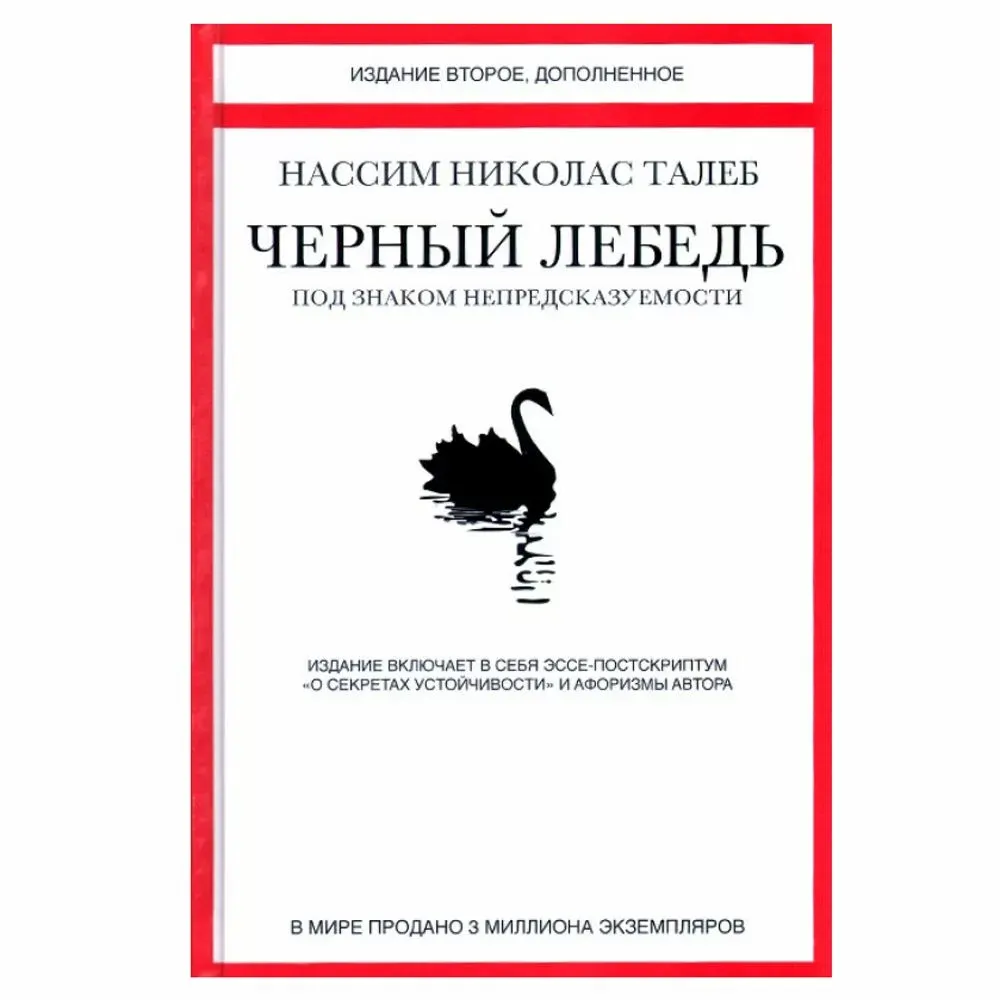 ИЗДАНИЕ ВТОРОЕ, ДОПОЛНЕННОЕ
НАССИМ НИКОЛАС ТАЛЕБ
ЧЕРНЫЙ ЛЕБЕДЬ
ПОД ЗНАКОМ НЕПРЕДСКАЗУЕМОСТИ
ИЗДАНИЕ ВКЛЮЧАЕТ В СЕБЯ ЭССЕ-ПОСТСКРИПТУМ
«О СЕКРЕТАХ УСТОЙЧИВОСТИ» И АФОРИЗМЫ АВТОРА
В МИРЕ ПРОДАНО 3 МИЛЛИОНА ЭКЗЕМПЛЯРОВ